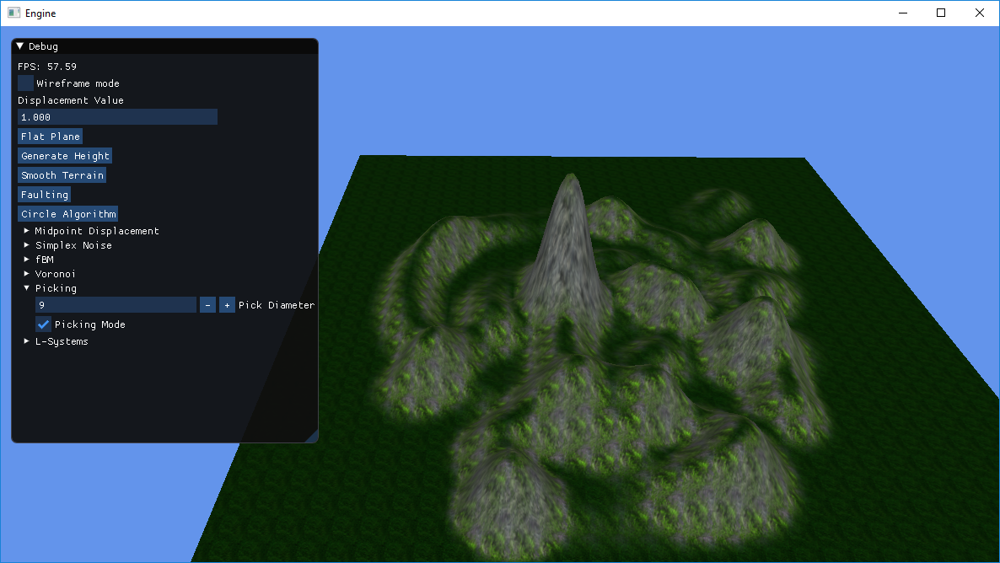 Engine
Debug
FPS: 57.59
Wireframe mode
Displacement Value
1.000
Flat Plane
Generate Height
Smooth Terrain
Faulting
Circle Algorithm
Midpoint Displacement
Simplex Noise
fBM
Voronoi
Picking
9 - + Pick Diameter
Picking Mode
L-Systems